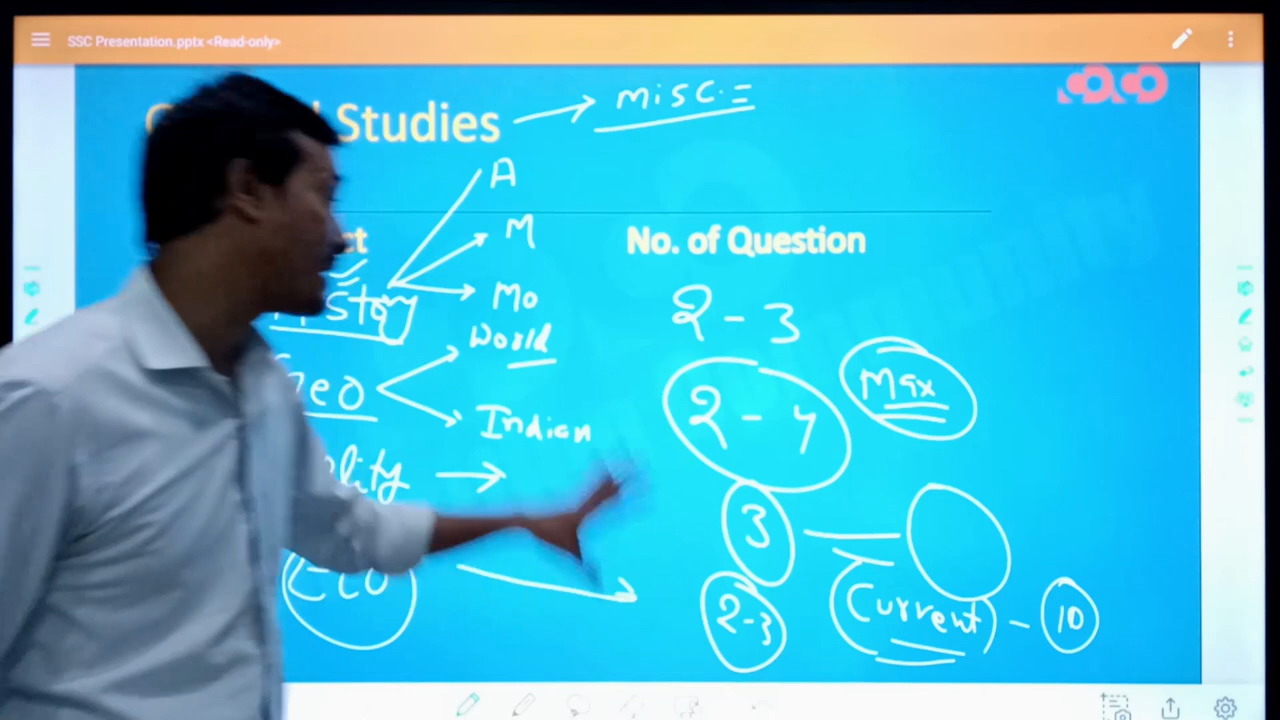 SSC Presentation.pptx <Read-only>
Studies → Misc. =
A
M
No. of Question
Mo
2 - 3
World
Max
2 - 4
Indian
3
Eco
2-3
Current - 10